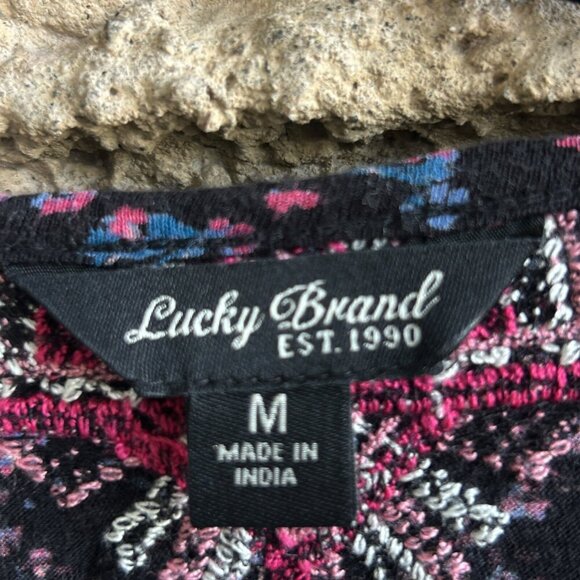 Lucky Brand
EST. 1990
M
MADE IN
INDIA